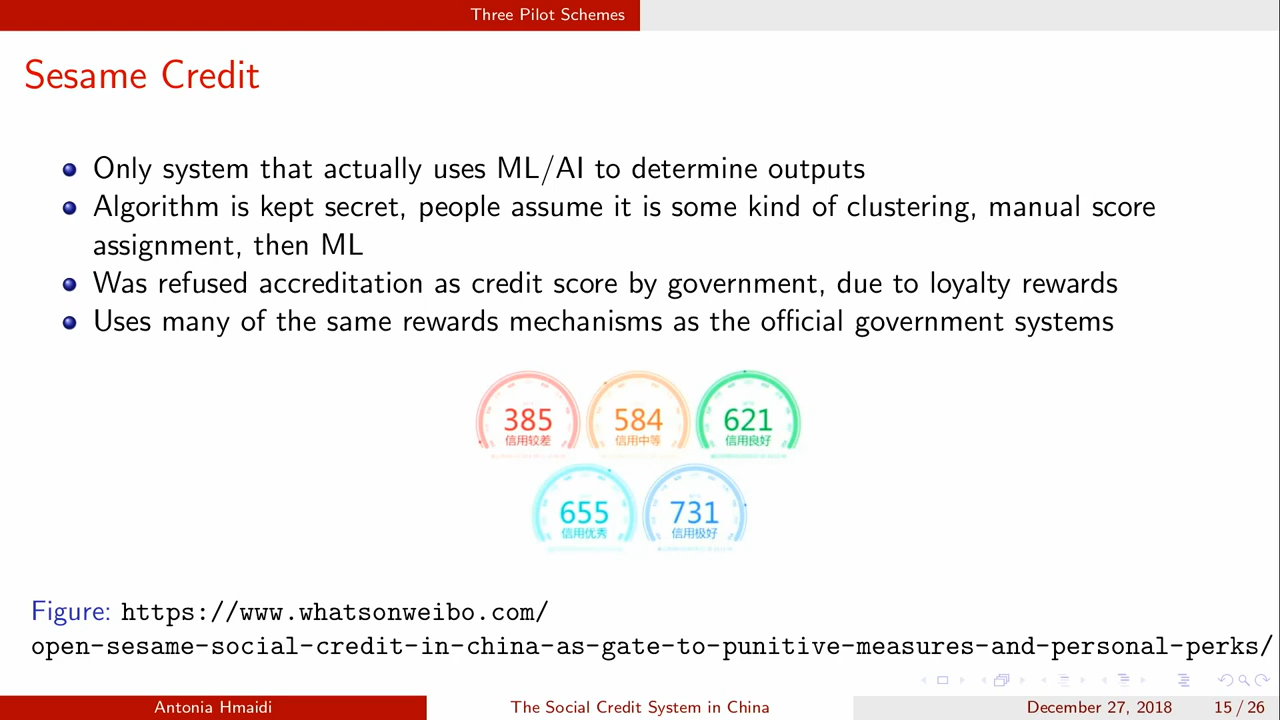 Three Pilot Schemes
Sesame Credit
Only system that actually uses ML/AI to determine outputs
Algorithm is kept secret, people assume it is some kind of clustering, manual score
assignment, then ML
Was refused accreditation as credit score by government, due to loyalty rewards
Uses many of the same rewards mechanisms as the official government systems
385 584 621
信用较差 信用中等 信用良好
655 731
信用优秀 信用极好
Figure: https://www.whatsonweibo.com/
open-sesame-social-credit-in-china-as-gate-to-punitive-measures-and-personal-perks/
Antonia Hmaidi The Social Credit System in China December 27, 2018 15 / 26